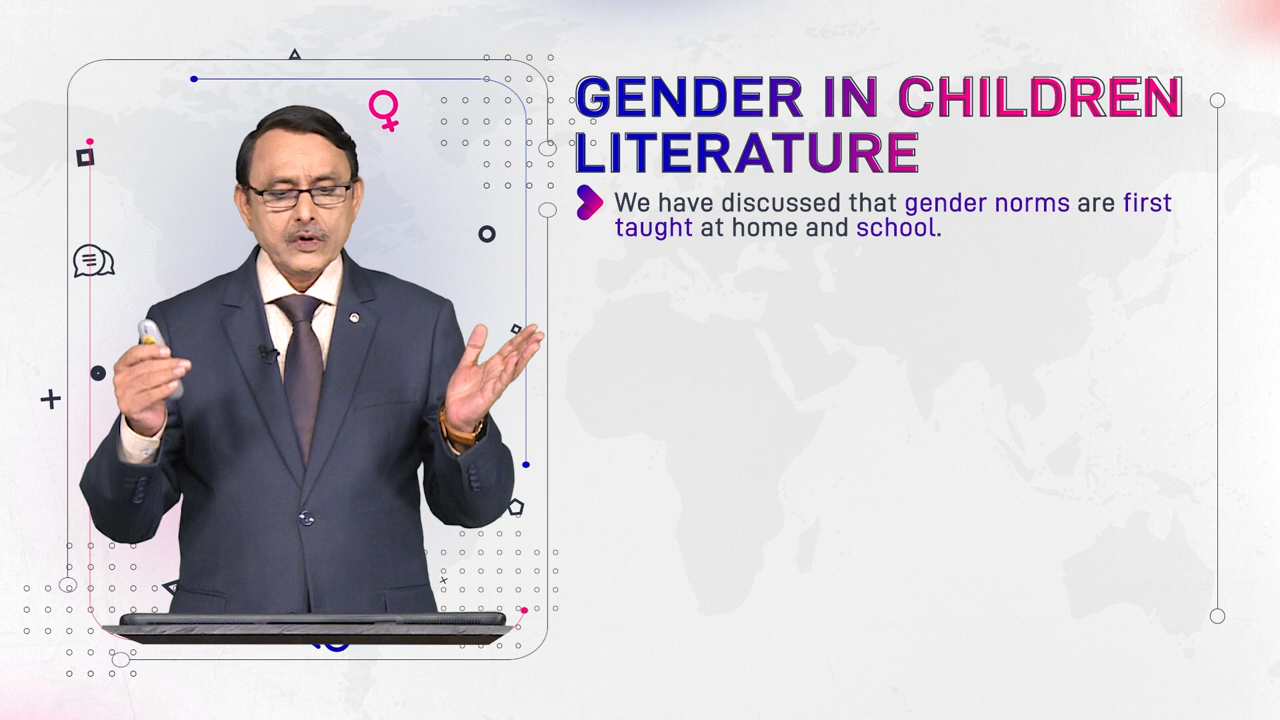 GENDER IN CHILDREN
LITERATURE
We have discussed that gender norms are first
taught at home and school.